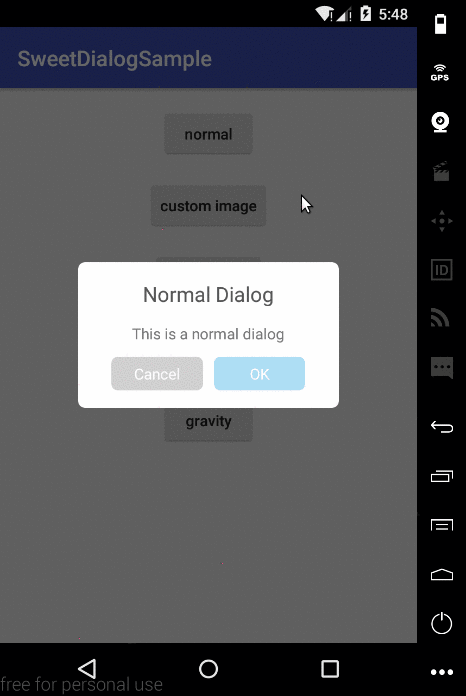 5:48
SweetDialogSample
GPS
normal
custom image
ID
Normal Dialog
This is a normal dialog
Cancel OK
gravity
free for personal use